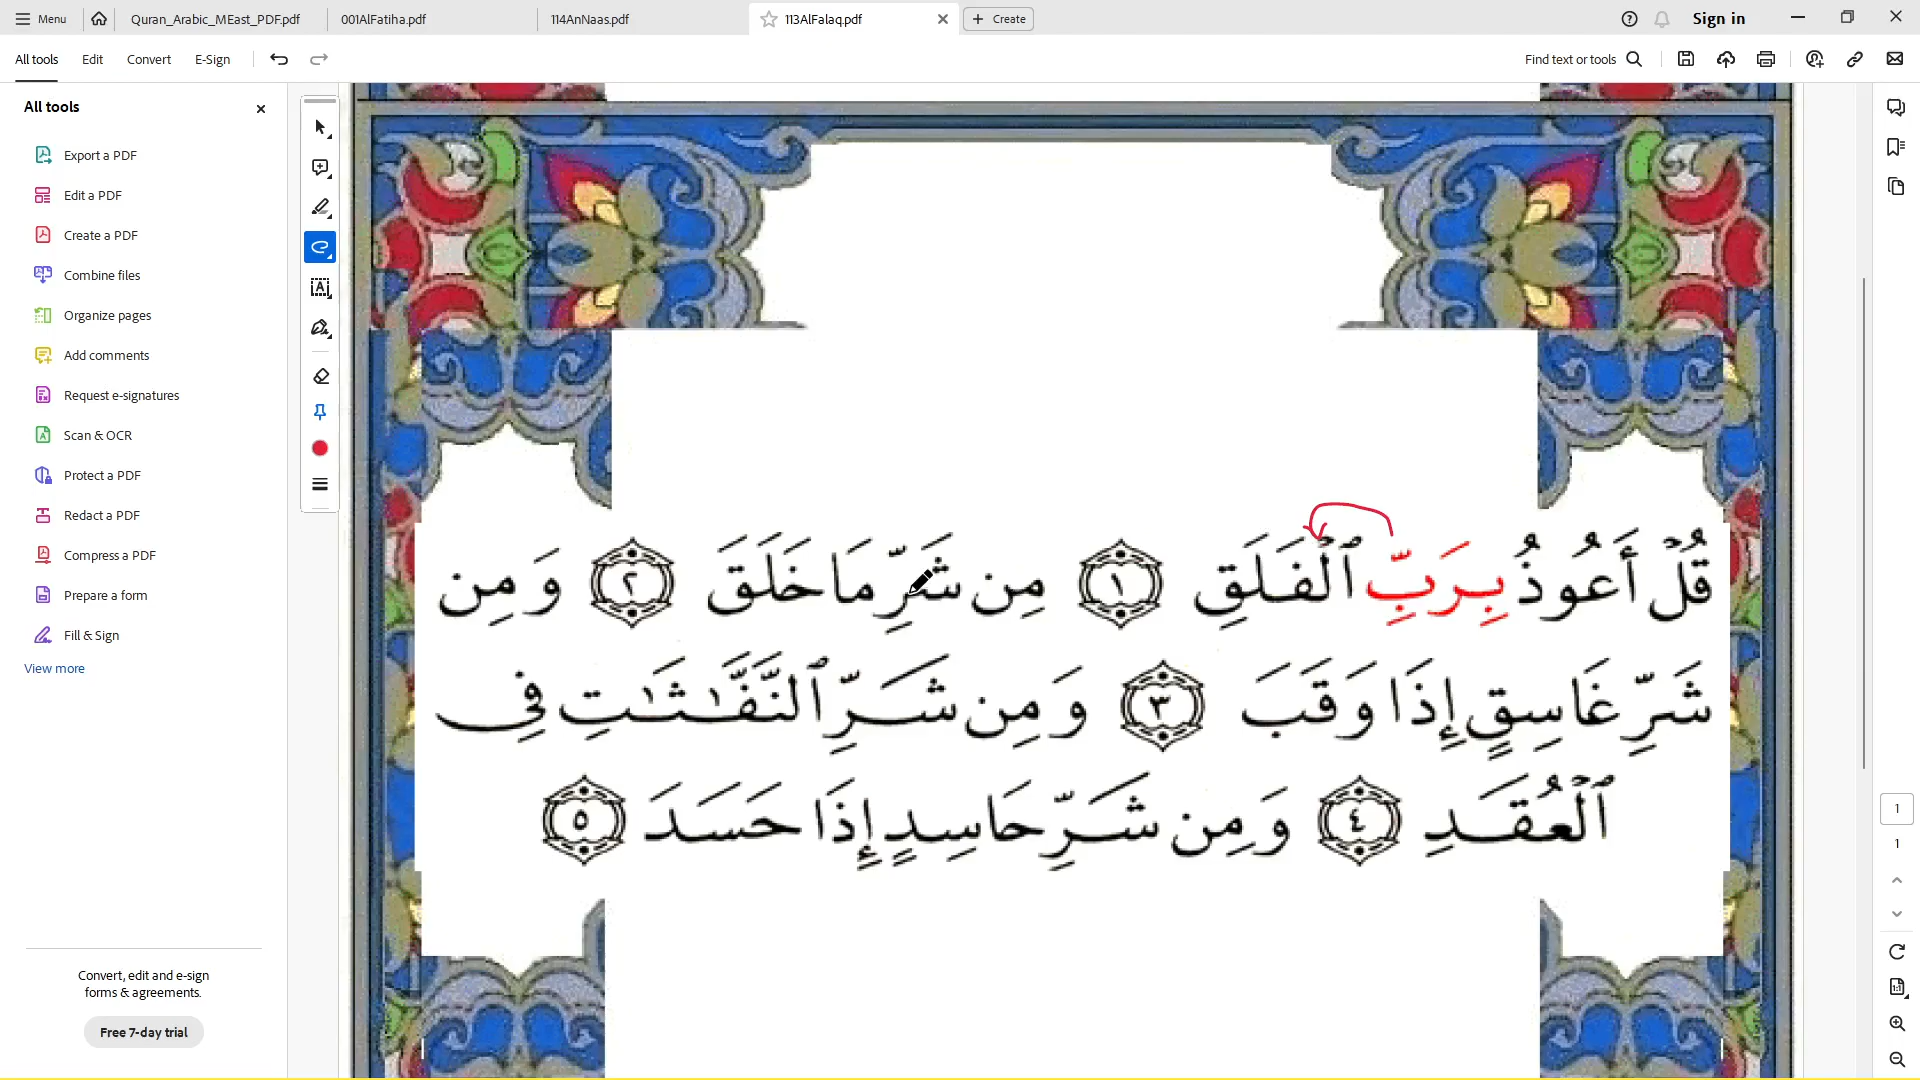 Menu
Quran_Arabic_MEast_PDF.pdf
001AlFatiha.pdf
114AnNaas.pdf
113AlFalaq.pdf
Create
Sign in
All tools
Edit
Convert
E-Sign
Find text or tools
All tools
Export a PDF
Edit a PDF
Create a PDF
Combine files
Organize pages
Add comments
Request e-signatures
Scan & OCR
Protect a PDF
Redact a PDF
Compress a PDF
Prepare a form
Fill & Sign
View more
Convert, edit and e-sign
forms & agreements.
Free 7-day trial
قُلْ أَعُوذُ بِرَبِّ ٱلْفَلَقِ ١ مِن شَرِّ مَا خَلَقَ ٢ وَمِن
شَرِّ غَاسِقٍ إِذَا وَقَبَ ٣ وَمِن شَرِّ ٱلنَّفَّـٰثَـٰتِ فِى
ٱلْعُقَدِ ٤ وَمِن شَرِّ حَاسِدٍ إِذَا حَسَدَ ٥
1
1